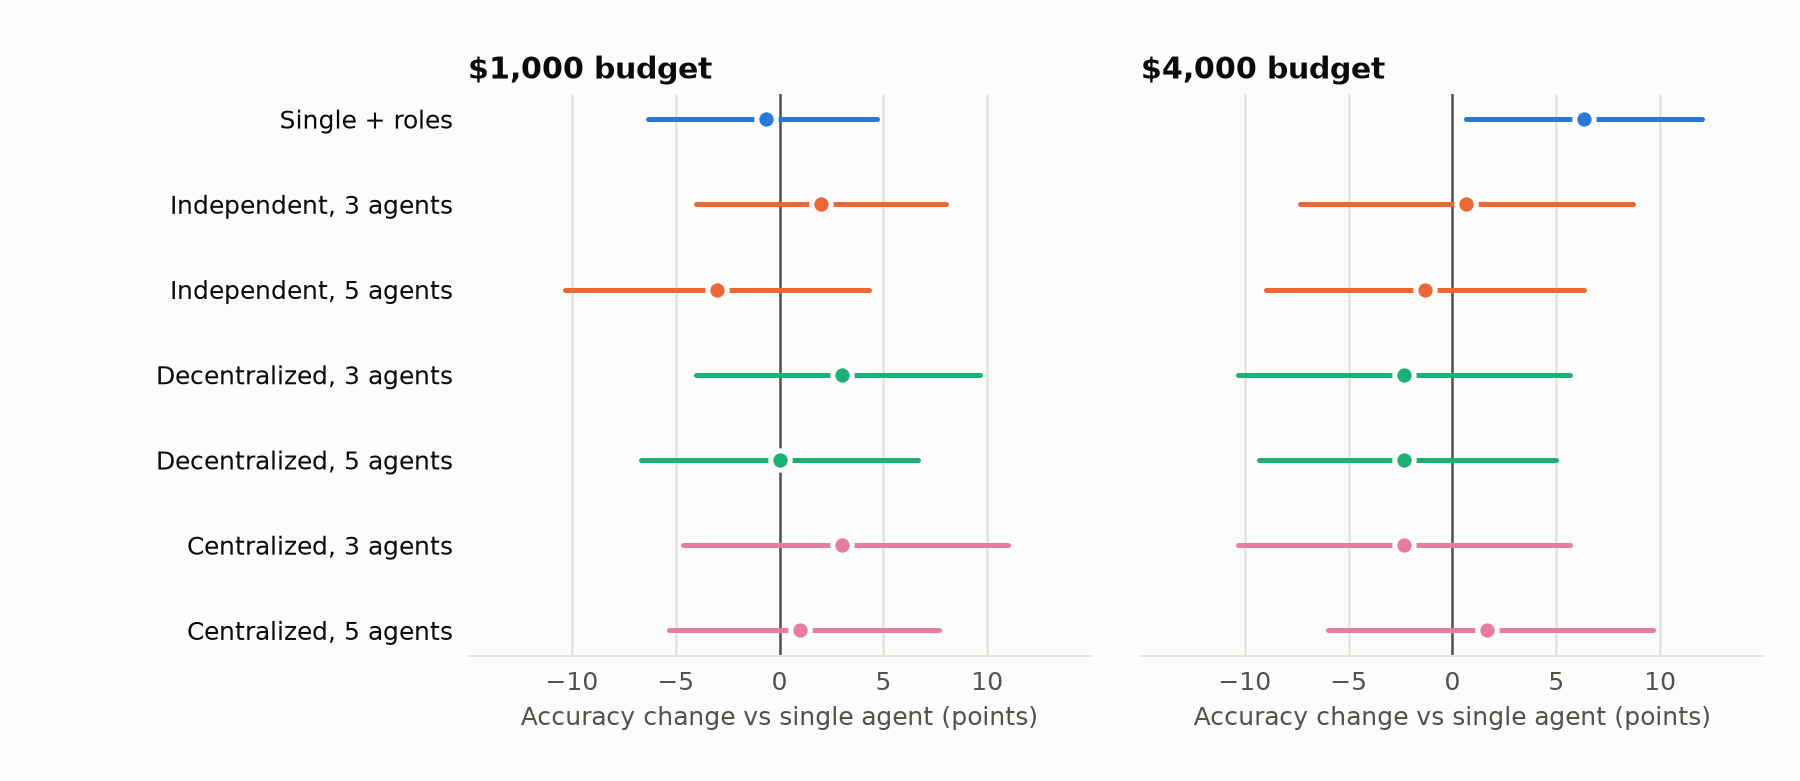 $1,000 budget
$4,000 budget
Single + roles
Independent, 3 agents
Independent, 5 agents
Decentralized, 3 agents
Decentralized, 5 agents
Centralized, 3 agents
Centralized, 5 agents
−10 −5 0 5 10
−10 −5 0 5 10
Accuracy change vs single agent (points)
Accuracy change vs single agent (points)